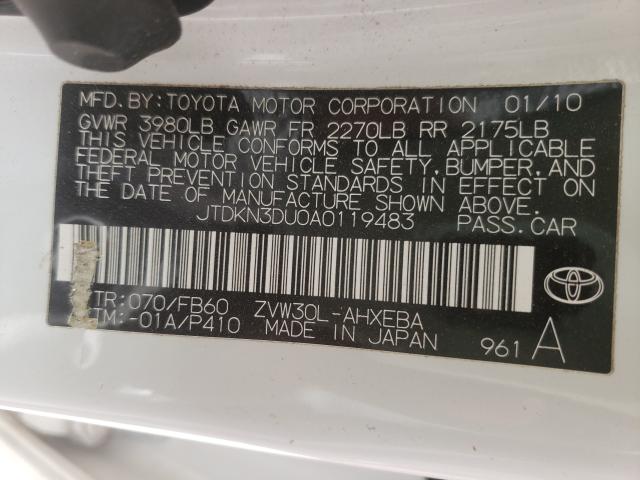 MFD. BY: TOYOTA MOTOR CORPORATION 01/10
GVWR 3980LB GAWR FR 2270LB RR 2175LB
THIS VEHICLE CONFORMS TO ALL APPLICABLE
FEDERAL MOTOR VEHICLE SAFETY, BUMPER, AND
THEFT PREVENTION STANDARDS IN EFFECT ON
THE DATE OF MANUFACTURE SHOWN ABOVE.
JTDKN3DU0A0119483 PASS. CAR
TR: 070/FB60 ZVW30L-AHXEBA
TM: -01A/P410 MADE IN JAPAN 961 A